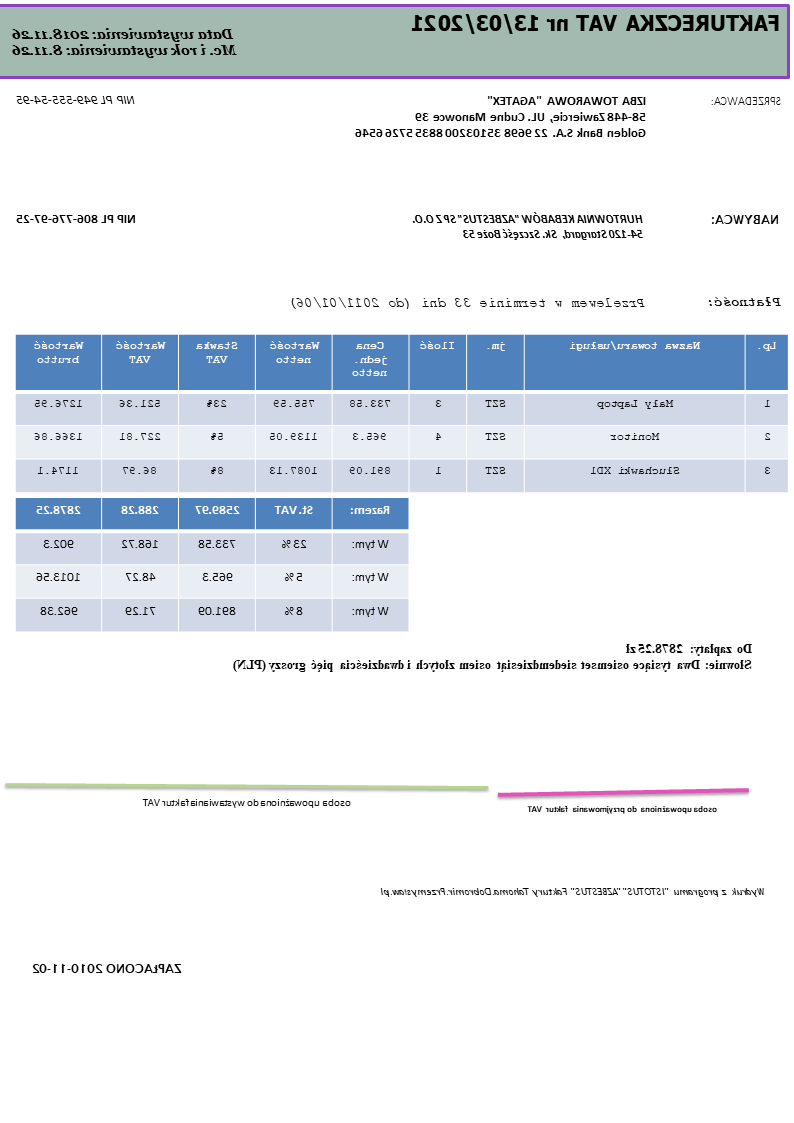 FAKTURECZKA VAT nr 13/03/2021
Data wystawienia: 2018.11.26
Mc. i rok wystawienia: 8.11.26
SPRZEDAWCA: IZBA TOWAROWA "AGATEX" NIP PL 949-555-54-95
58-448 Zawiercie, UL. Cudne Manowce 39
Golden Bank S.A. 22 9698 35103200 8835 5726 6546
NABYWCA: HURTOWNIA KEBABÓW "AZBESTUS" SP Z O.O. NIP PL 806-776-97-25
54-120 Stargard, Sk. Szczęść Boże 53
Płatność: Przelewem w terminie 33 dni (do 2011/01/06)
Lp. Nazwa towaru/usługi jm. Ilość Cena jedn. netto Wartość netto Stawka VAT Wartość VAT Wartość brutto
1 Mały Laptop SZT 3 733.58 755.59 23% 521.36 1276.95
2 Monitor SZT 4 965.3 1139.05 5% 227.81 1366.86
3 Słuchawki XD1 SZT 1 891.09 1087.13 8% 86.97 1174.1
Razem: St.VAT 2589.97 288.28 2878.25
W tym: 23% 733.58 168.72 902.3
W tym: 5% 965.3 48.27 1013.56
W tym: 8% 891.09 71.29 962.38
Do zapłaty: 2878.25 zł
Słownie: Dwa tysiące osiemset siedemdziesiąt osiem złotych i dwadzieścia pięć groszy (PLN)
osoba upoważniona do przyjmowania faktur VAT
osoba upoważniona do wystawiania faktur VAT
Wydruk z programu "ISTOTUS" "AZBESTUS" Faktury Tahoma.Dobromir.Przemysław.pl
ZAPŁACONO 2010-11-02